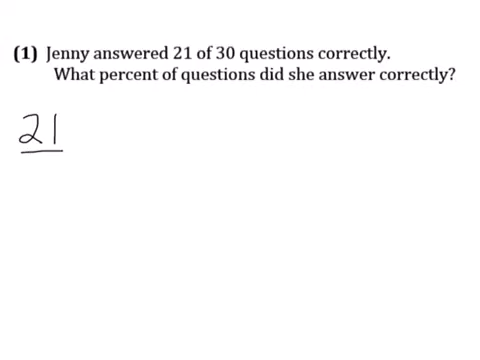 (1) Jenny answered 21 of 30 questions correctly.
What percent of questions did she answer correctly?
21